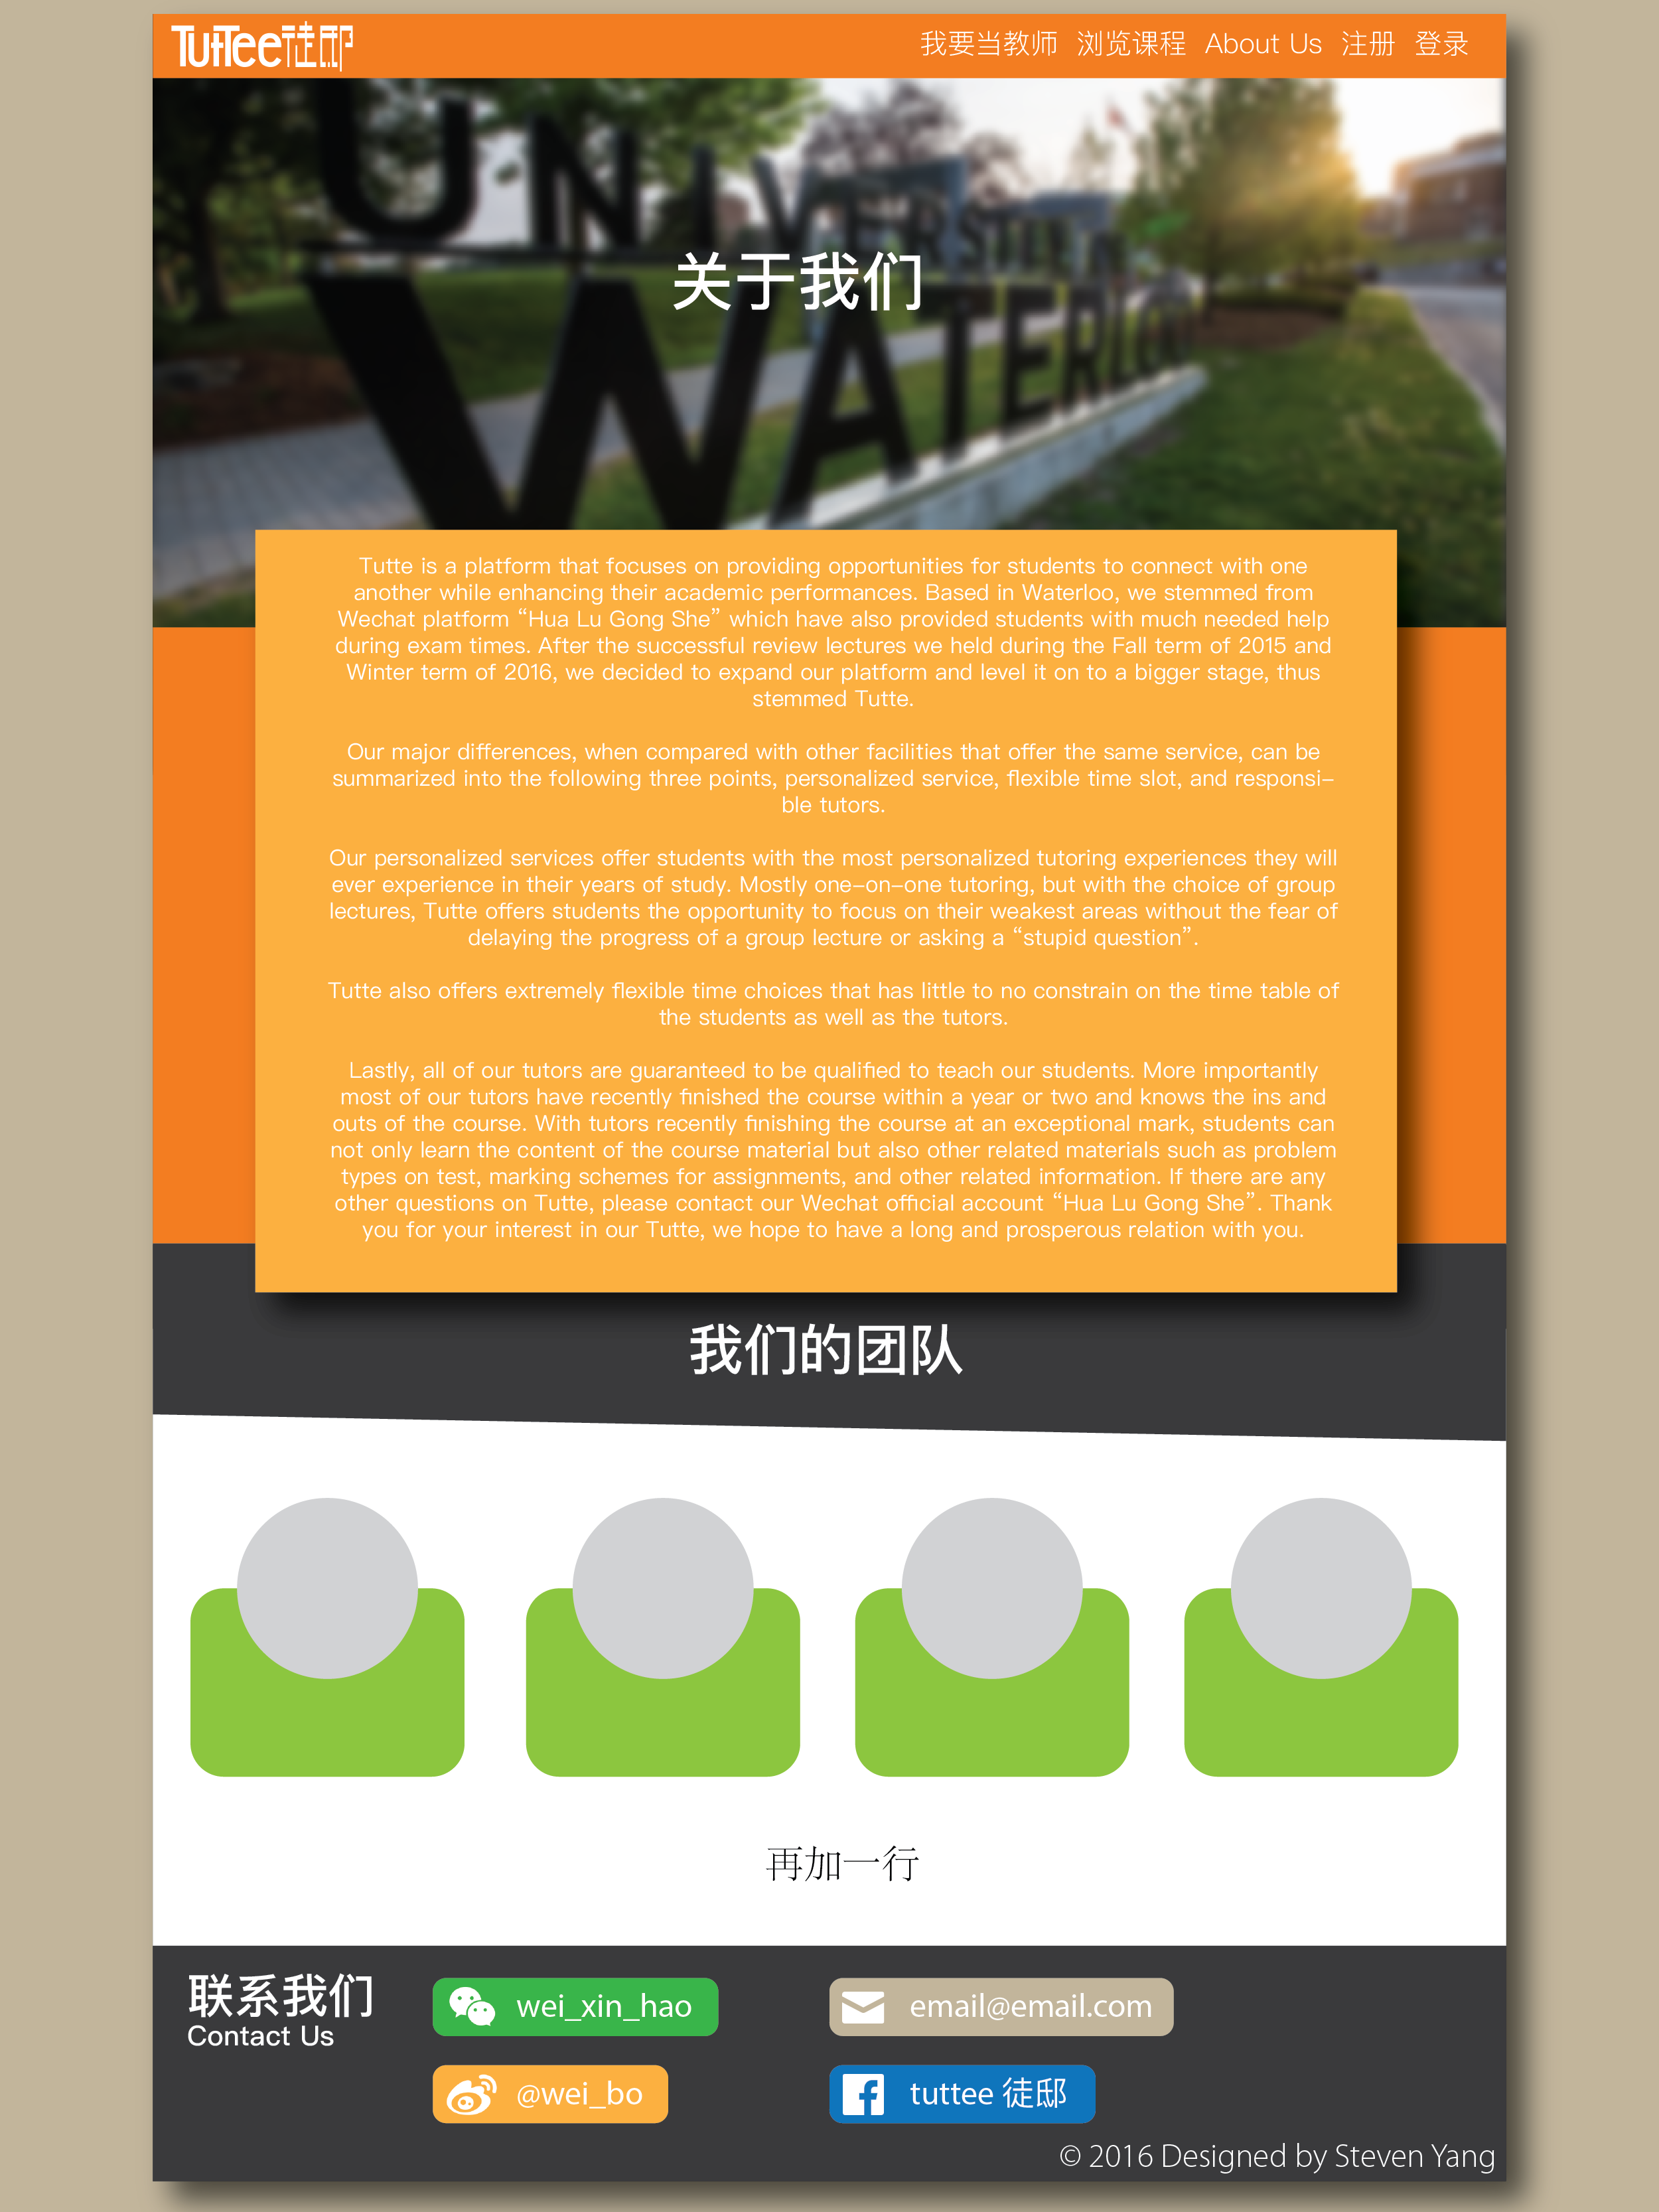 TuTTee徒邸
我要当教师 浏览课程 About Us 注册 登录
UNIVERSITY OF
WATERLOO
关于我们
Tutte is a platform that focuses on providing opportunities for students to connect with one
another while enhancing their academic performances. Based in Waterloo, we stemmed from
Wechat platform “Hua Lu Gong She” which have also provided students with much needed help
during exam times. After the successful review lectures we held during the Fall term of 2015 and
Winter term of 2016, we decided to expand our platform and level it on to a bigger stage, thus
stemmed Tutte.
Our major differences, when compared with other facilities that offer the same service, can be
summarized into the following three points, personalized service, flexible time slot, and responsi-
ble tutors.
Our personalized services offer students with the most personalized tutoring experiences they will
ever experience in their years of study. Mostly one-on-one tutoring, but with the choice of group
lectures, Tutte offers students the opportunity to focus on their weakest areas without the fear of
delaying the progress of a group lecture or asking a “stupid question”.
Tutte also offers extremely flexible time choices that has little to no constrain on the time table of
the students as well as the tutors.
Lastly, all of our tutors are guaranteed to be qualified to teach our students. More importantly
most of our tutors have recently finished the course within a year or two and knows the ins and
outs of the course. With tutors recently finishing the course at an exceptional mark, students can
not only learn the content of the course material but also other related materials such as problem
types on test, marking schemes for assignments, and other related information. If there are any
other questions on Tutte, please contact our Wechat official account “Hua Lu Gong She”. Thank
you for your interest in our Tutte, we hope to have a long and prosperous relation with you.
我们的团队
再加一行
联系我们
Contact Us
wei_xin_hao
email@email.com
@wei_bo
tuttee 徒邸
© 2016 Designed by Steven Yang